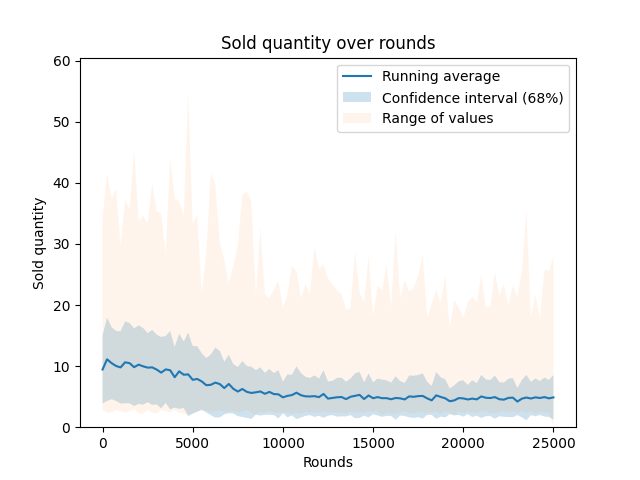 Sold quantity over rounds
Running average
Confidence interval (68%)
Range of values
60
50
40
30
20
10
0
Sold quantity
0 5000 10000 15000 20000 25000
Rounds